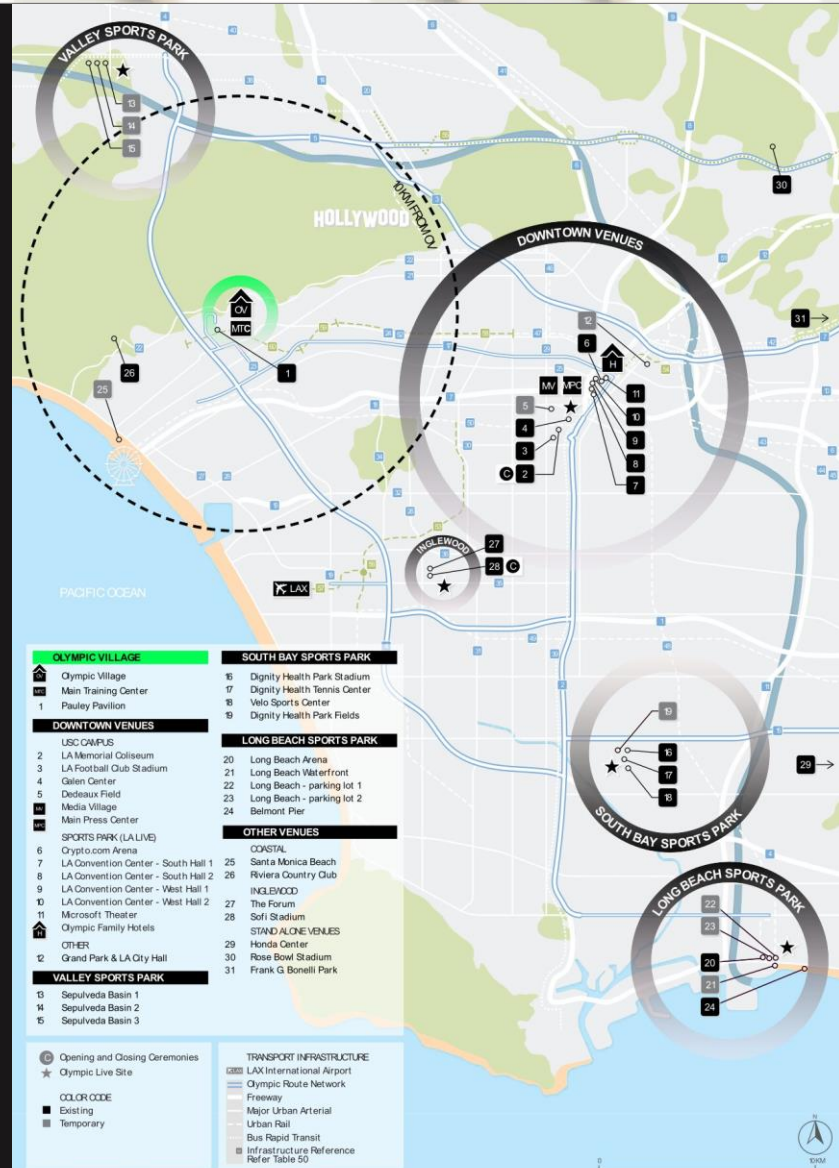 VALLEY SPORTS PARK
13
14
15
10KM FROM OV
HOLLYWOOD
DOWNTOWN VENUES
30
OV
MTC
1
26
25
31
12
6
H
MV
MPC
5
4
3
C
2
11
10
9
8
7
INGLEWOOD
27
28
C
LAX
PACIFIC OCEAN
19
16
17
18
29
SOUTH BAY SPORTS PARK
LONG BEACH SPORTS PARK
22
23
20
21
24
OLYMPIC VILLAGE
OV Olympic Village
MTC Main Training Center
1 Pauley Pavilion
DOWNTOWN VENUES
USC CAMPUS
2 LA Memorial Coliseum
3 LA Football Club Stadium
4 Galen Center
5 Dedeaux Field
MV Media Village
MPC Main Press Center
SPORTS PARK (LA LIVE)
6 Crypto.com Arena
7 LA Convention Center - South Hall 1
8 LA Convention Center - South Hall 2
9 LA Convention Center - West Hall 1
10 LA Convention Center - West Hall 2
11 Microsoft Theater
H Olympic Family Hotels
OTHER
12 Grand Park & LA City Hall
VALLEY SPORTS PARK
13 Sepulveda Basin 1
14 Sepulveda Basin 2
15 Sepulveda Basin 3
SOUTH BAY SPORTS PARK
16 Dignity Health Park Stadium
17 Dignity Health Tennis Center
18 Velo Sports Center
19 Dignity Health Park Fields
LONG BEACH SPORTS PARK
20 Long Beach Arena
21 Long Beach Waterfront
22 Long Beach - parking lot 1
23 Long Beach - parking lot 2
24 Belmont Pier
OTHER VENUES
COASTAL
25 Santa Monica Beach
26 Riviera Country Club
INGLEWOOD
27 The Forum
28 Sofi Stadium
STAND ALONE VENUES
29 Honda Center
30 Rose Bowl Stadium
31 Frank G Bonelli Park
C Opening and Closing Ceremonies
Olympic Live Site
COLOR CODE
Existing
Temporary
TRANSPORT INFRASTRUCTURE
LAX International Airport
Olympic Route Network
Freeway
Major Urban Arterial
Urban Rail
Bus Rapid Transit
Infrastructure Reference
Refer Table 50
N
0
10KM